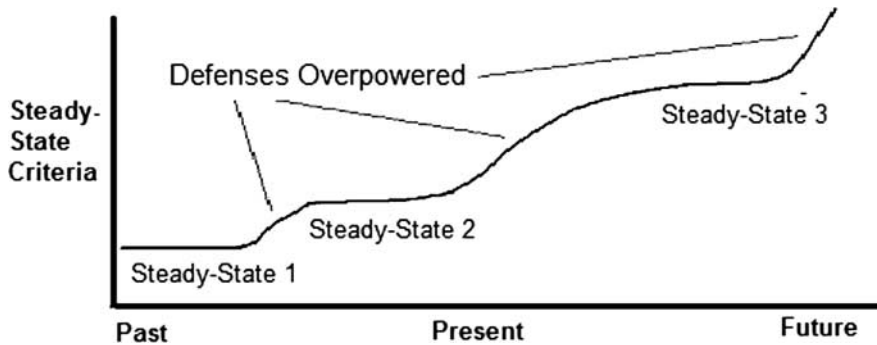 Defenses Overpowered
Steady-
State
Criteria
Steady-State 3
Steady-State 2
Steady-State 1
Past
Present
Future